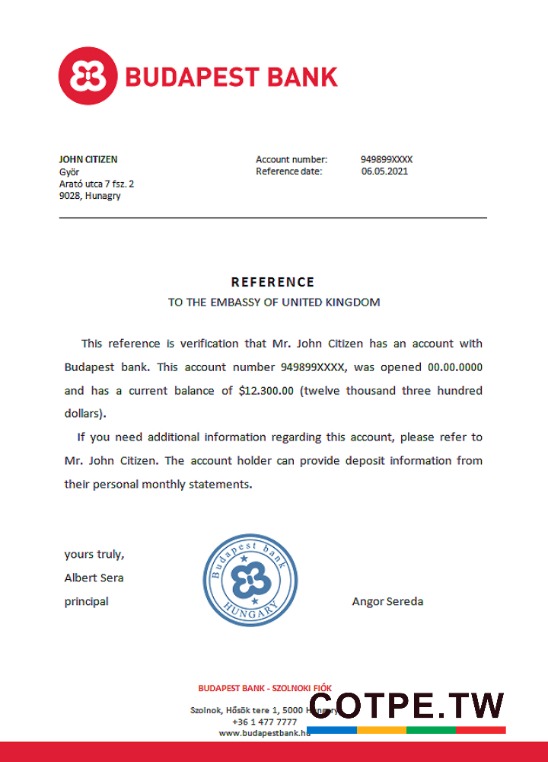 BUDAPEST BANK
JOHN CITIZEN
Győr
Arató utca 7 fsz. 2
9028, Hunagry
Account number: 949899XXXX
Reference date: 06.05.2021
REFERENCE
TO THE EMBASSY OF UNITED KINGDOM
This reference is verification that Mr. John Citizen has an account with
Budapest bank. This account number 949899XXXX, was opened 00.00.0000
and has a current balance of $12.300.00 (twelve thousand three hundred
dollars).
If you need additional information regarding this account, please refer to
Mr. John Citizen. The account holder can provide deposit information from
their personal monthly statements.
yours truly,
Albert Sera
principal
Budapest bank
HUNGARY
Angor Sereda
BUDAPEST BANK - SZOLNOKI FIÓK
Szolnok, Hősök tere 1, 5000 Hungary
+36 1 477 7777
www.budapestbank.hu
COTPE.TW